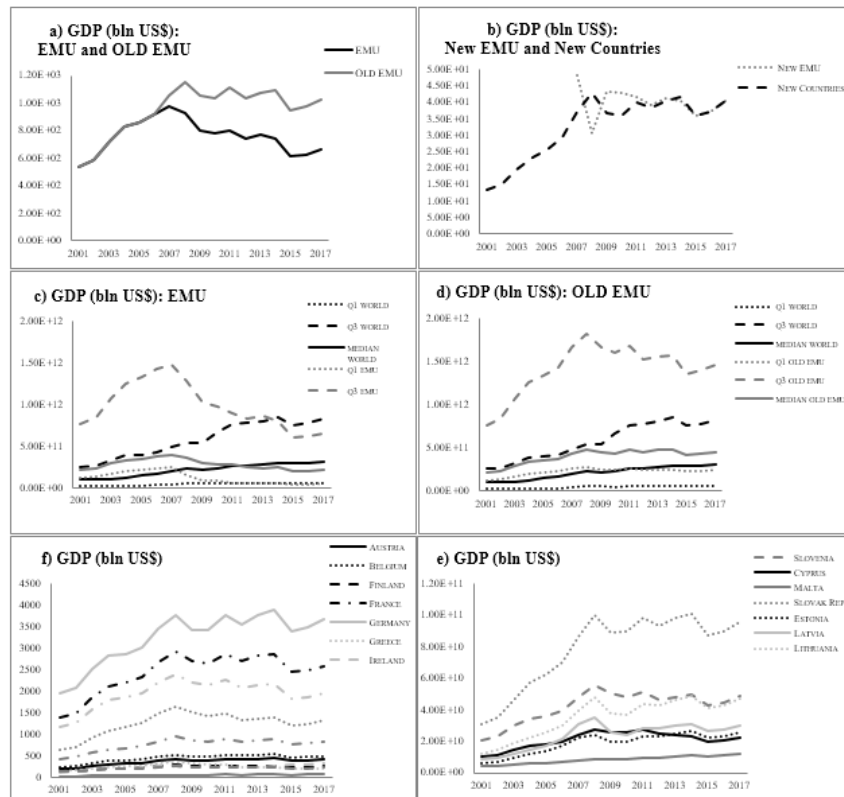 a) GDP (bln US$):
EMU and OLD EMU
EMU
OLD EMU
1.20E+03
1.00E+03
8.00E+02
6.00E+02
4.00E+02
2.00E+02
0.00E+00
2001 2003 2005 2007 2009 2011 2013 2015 2017
b) GDP (bln US$):
New EMU and New Countries
New EMU
New Countries
5.00E+01
4.50E+01
4.00E+01
3.50E+01
3.00E+01
2.50E+01
2.00E+01
1.50E+01
1.00E+01
5.00E+00
0.00E+00
2001 2003 2005 2007 2009 2011 2013 2015 2017
c) GDP (bln US$): EMU
Q1 WORLD
Q3 WORLD
MEDIAN
WORLD
Q1 EMU
Q3 EMU
2.00E+12
1.50E+12
1.00E+12
5.00E+11
0.00E+00
2001 2003 2005 2007 2009 2011 2013 2015 2017
d) GDP (bln US$): OLD EMU
Q1 WORLD
Q3 WORLD
MEDIAN WORLD
Q1 OLD EMU
Q3 OLD EMU
MEDIAN OLD EMU
2.00E+12
1.50E+12
1.00E+12
5.00E+11
0.00E+00
2001 2003 2005 2007 2009 2011 2013 2015 2017
f) GDP (bln US$)
Austria
Belgium
Finland
France
Germany
Greece
Ireland
4500
4000
3500
3000
2500
2000
1500
1000
500
0
2001 2003 2005 2007 2009 2011 2013 2015 2017
e) GDP (bln US$)
Slovenia
Cyprus
Malta
Slovak Rep
Estonia
Latvia
Lithuania
1.20E+11
1.00E+11
8.00E+10
6.00E+10
4.00E+10
2.00E+10
0.00E+00
2001 2003 2005 2007 2009 2011 2013 2015 2017